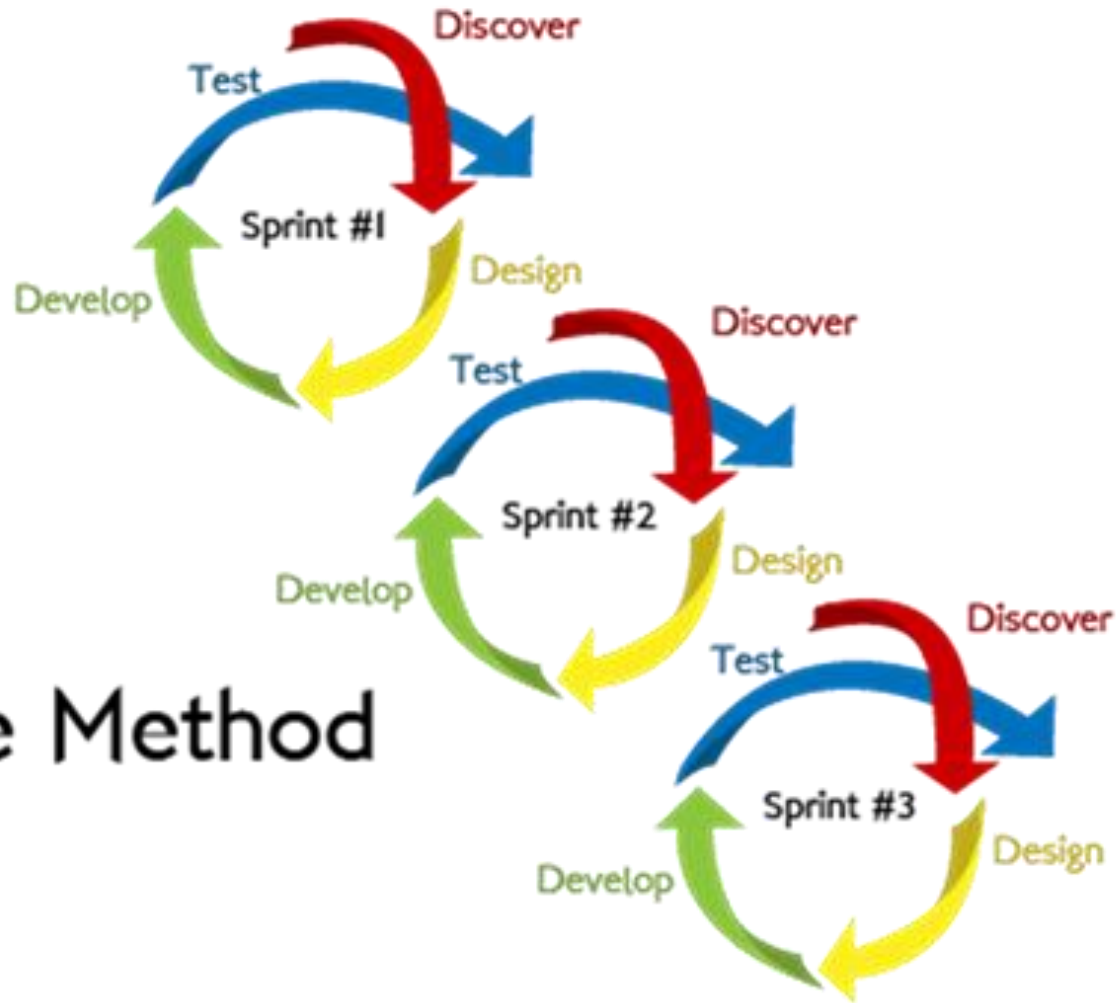 Discover
Test
Sprint #1
Design
Develop
Discover
Test
Sprint #2
Design
Develop
Discover
Test
e Method
Sprint #3
Design
Develop